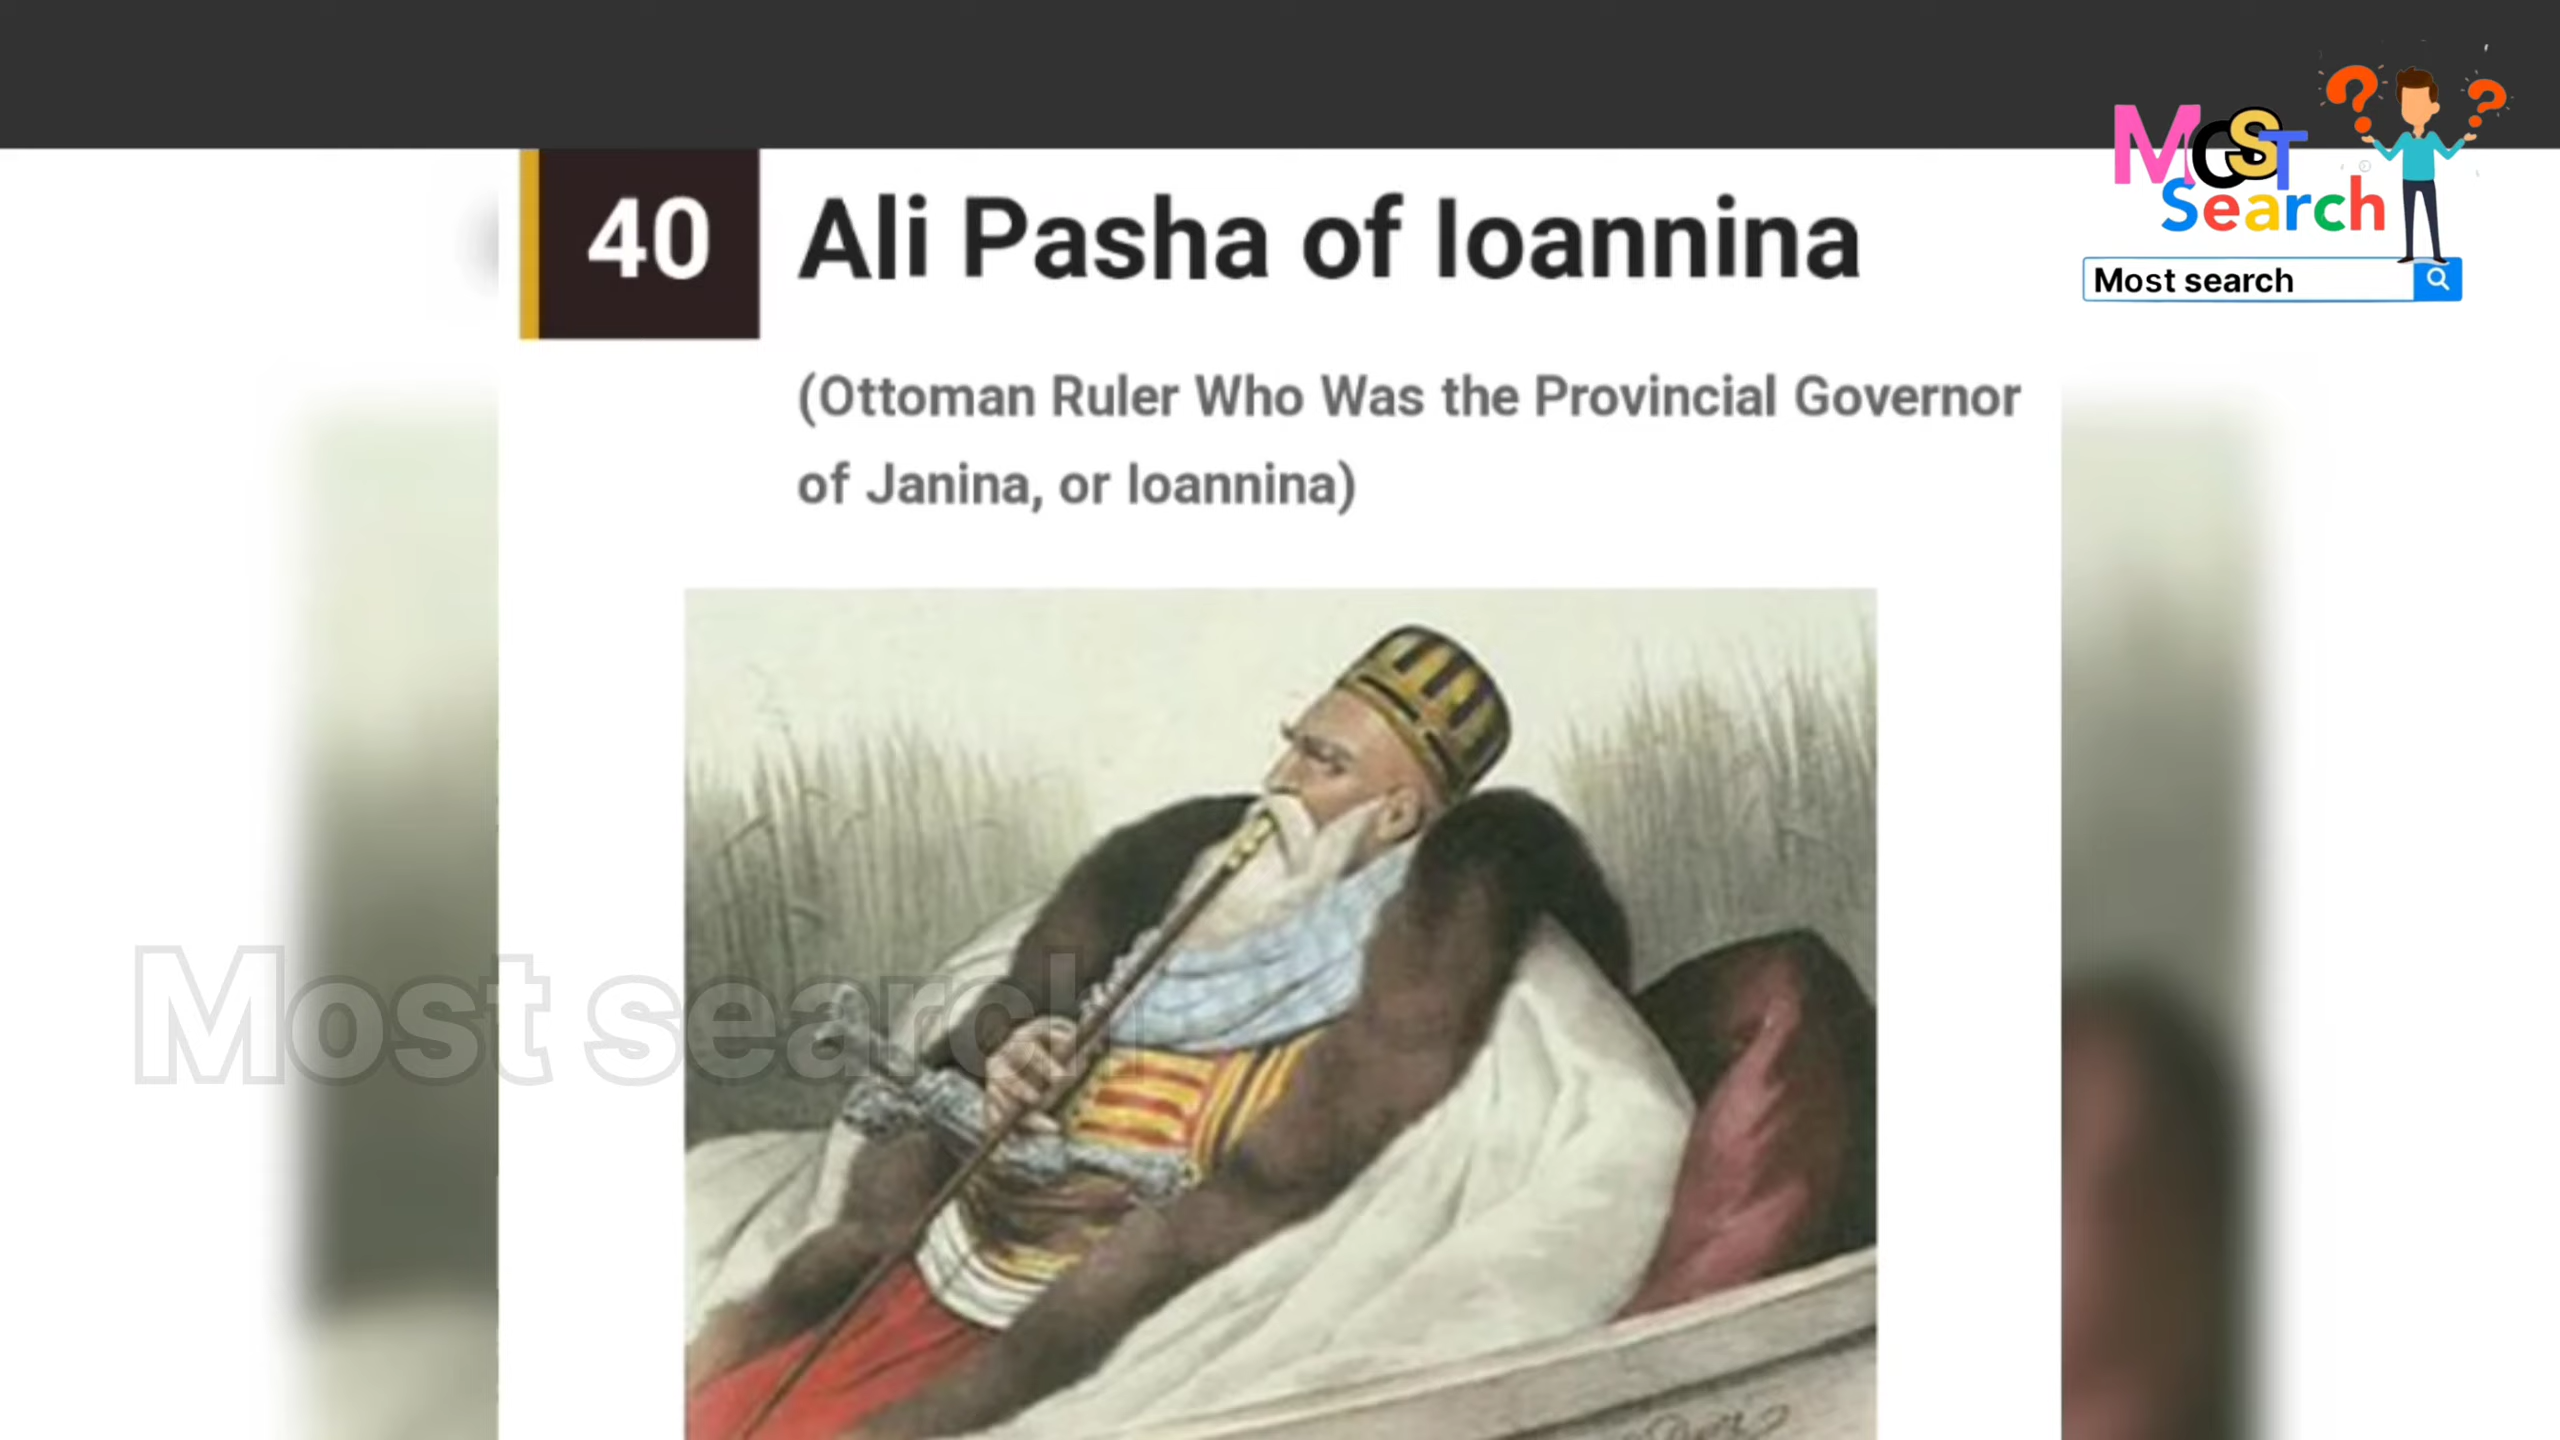 MOST
Search
Most search
40 Ali Pasha of Ioannina
(Ottoman Ruler Who Was the Provincial Governor
of Janina, or Ioannina)
Most search